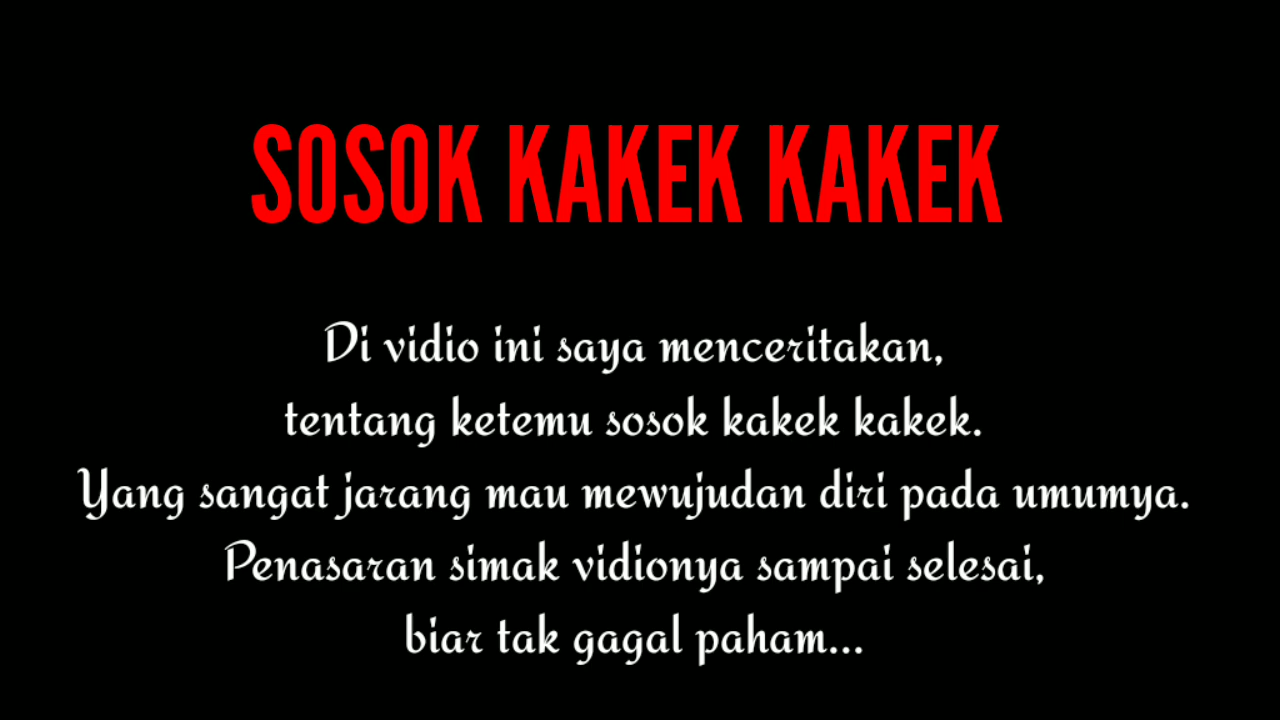 SOSOK KAKEK KAKEK
Di vidio ini saya menceritakan,
tentang ketemu sosok kakek kakek.
Yang sangat jarang mau mewujudan diri pada umumya.
Penasaran simak vidionya sampai selesai,
biar tak gagal paham...